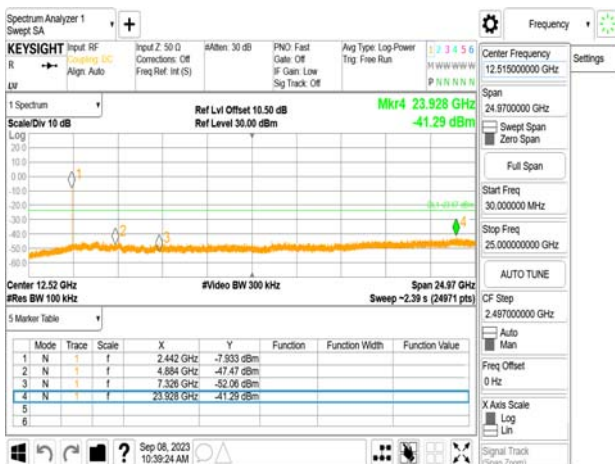 Spectrum Analyzer 1
Swept SA
Frequency
KEYSIGHT
R
Input: RF
Coupling: DC
Align: Auto
Input Z: 50 Ω
Corrections: Off
Freq Ref: Int (S)
#Atten: 30 dB
PNO: Fast
Gate: Off
IF Gain: Low
Sig Track: Off
Avg Type: Log-Power
Trig: Free Run
1 2 3 4 5 6
M W W W W W
P N N N N N
Center Frequency
12.515000000 GHz
Settings
Span
24.9700000 GHz
Swept Span
Zero Span
Full Span
Start Freq
30.000000 MHz
Stop Freq
25.000000000 GHz
AUTO TUNE
CF Step
2.497000000 GHz
Auto
Man
Freq Offset
0 Hz
X Axis Scale
Log
Lin
Signal Track
(Span Zoom)
1 Spectrum
Scale/Div 10 dB
Ref Lvl Offset 10.50 dB
Ref Level 30.00 dBm
Mkr4 23.928 GHz
-41.29 dBm
Log
20.0
10.0
0.00
-10.0
-20.0
-30.0
-40.0
-50.0
-60.0
1
2
3
4
Center 12.52 GHz
#Res BW 100 kHz
#Video BW 300 kHz
Span 24.97 GHz
Sweep ~2.39 s (24971 pts)
5 Marker Table
Mode Trace Scale X Y Function Function Width Function Value
1 N 1 f 2.442 GHz -7.933 dBm
2 N 1 f 4.884 GHz -47.47 dBm
3 N 1 f 7.326 GHz -52.06 dBm
4 N 1 f 23.928 GHz -41.29 dBm
5
6
Sep 08, 2023
10:39:24 AM